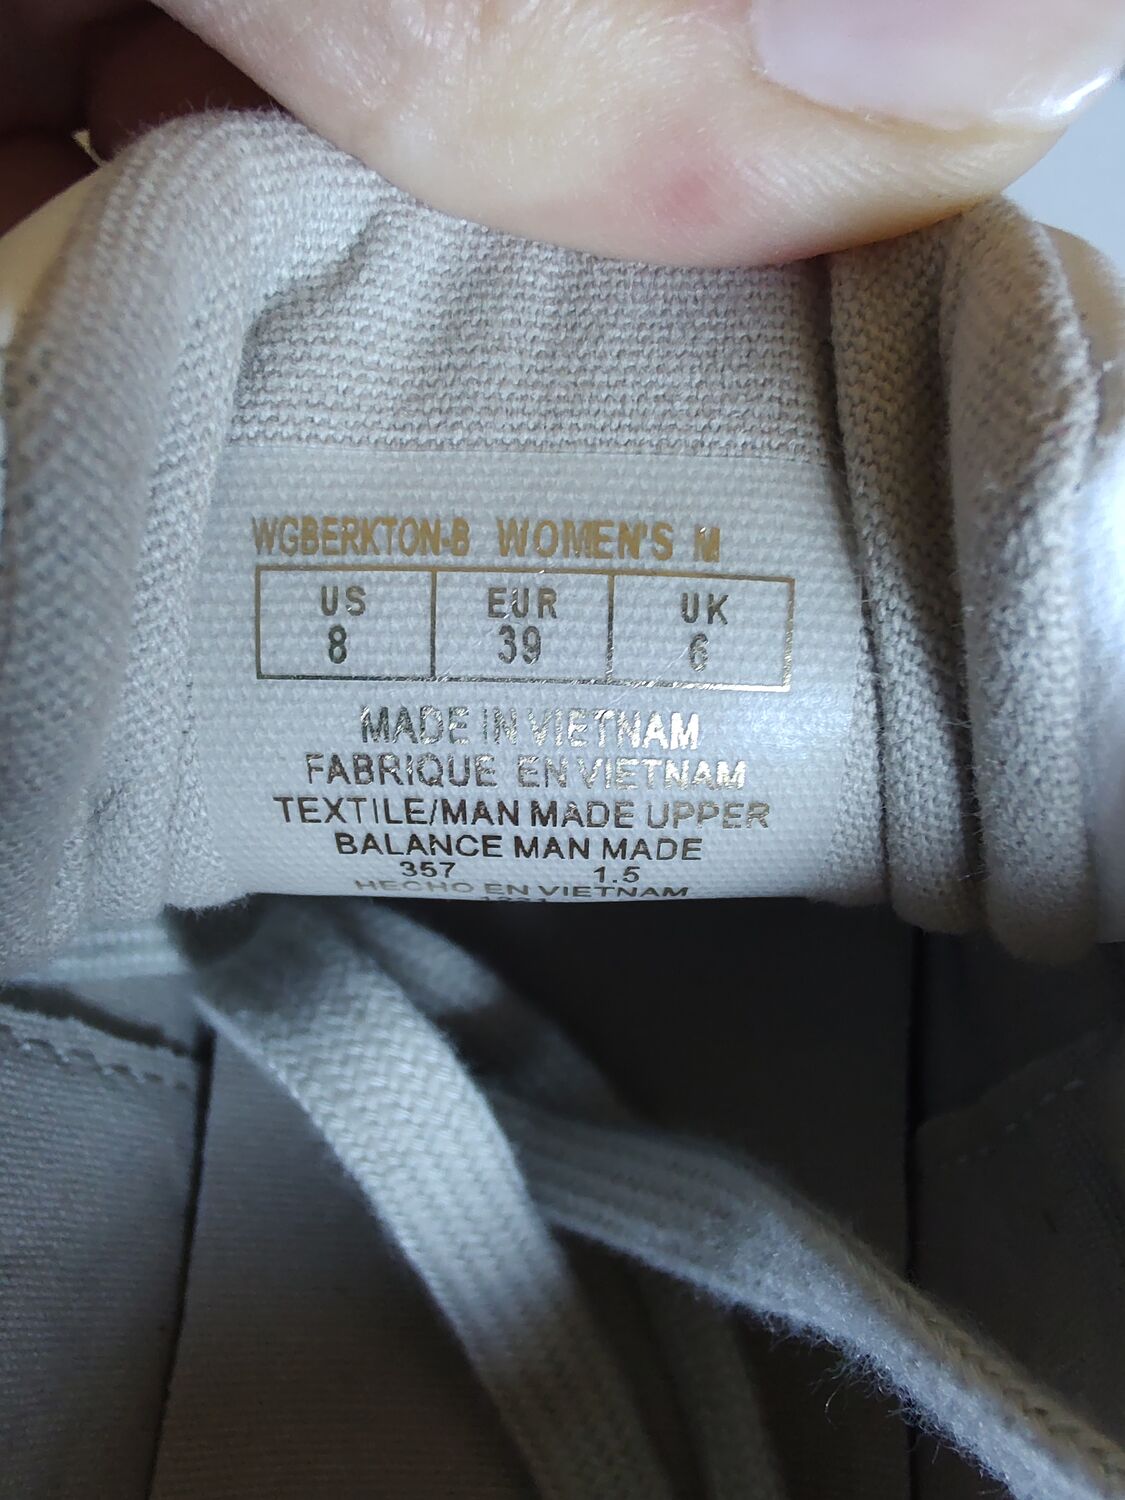 WGBERKTON-B WOMEN'S M
US EUR UK
8 39 6
MADE IN VIETNAM
FABRIQUE EN VIETNAM
TEXTILE/MAN MADE UPPER
BALANCE MAN MADE
357 1.5
HECHO EN VIETNAM